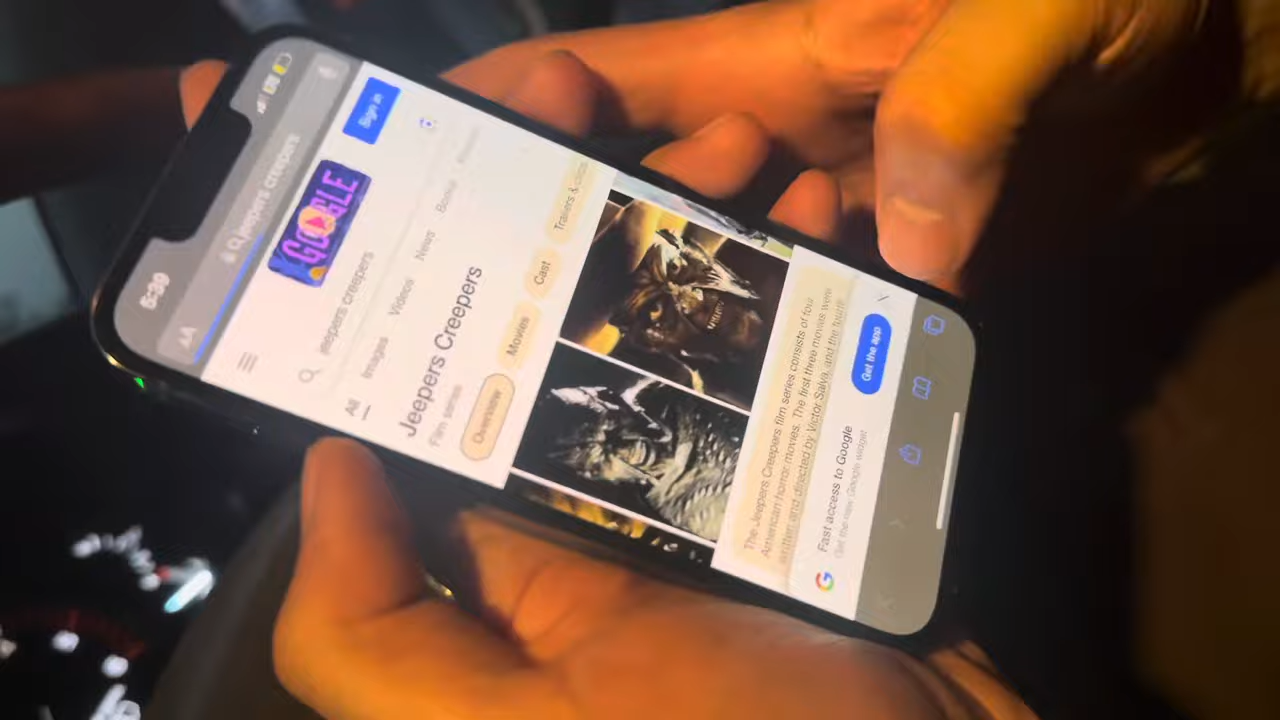 5:39
AA jeepers creepers
GOOGLE
Sign in
jeepers creepers
All Images Videos News Books
Jeepers Creepers
Film series
Overview Movies Cast Trailers & clips
The Jeepers Creepers film series consists of four
American horror movies. The first three movies were
written and directed by Victor Salva, and the fourth
Fast access to Google
Get the new Google widget
Get the app